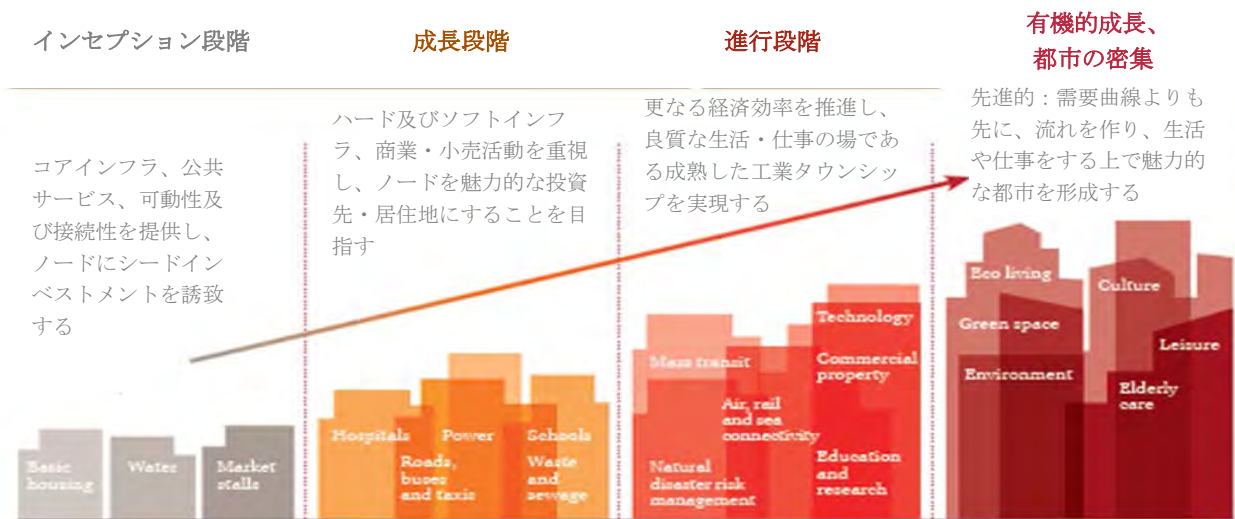 インセプション段階
成長段階
進行段階
有機的成長、
都市の密集
コアインフラ、公共
サービス、可動性及
び接続性を提供し、
ノードにシードイン
ベストメントを誘致
する
ハード及びソフトインフ
ラ、商業・小売活動を重視
し、ノードを魅力的な投資
先・居住地にすることを目
指す
更なる経済効率を推進し、
良質な生活・仕事の場であ
る成熟した工業タウンシッ
プを実現する
先進的：需要曲線よりも
先に、流れを作り、生活
や仕事をする上で魅力的
な都市を形成する
Basic
housing
Water
Market
stalls
Hospitals
Power
Schools
Roads,
buses
and taxis
Waste
and
sewage
Mass transit
Technology
Commercial
property
Air, rail
and sea
connectivity
Natural
disaster risk
management
Education
and
research
Eco living
Culture
Green space
Leisure
Environment
Elderly
care